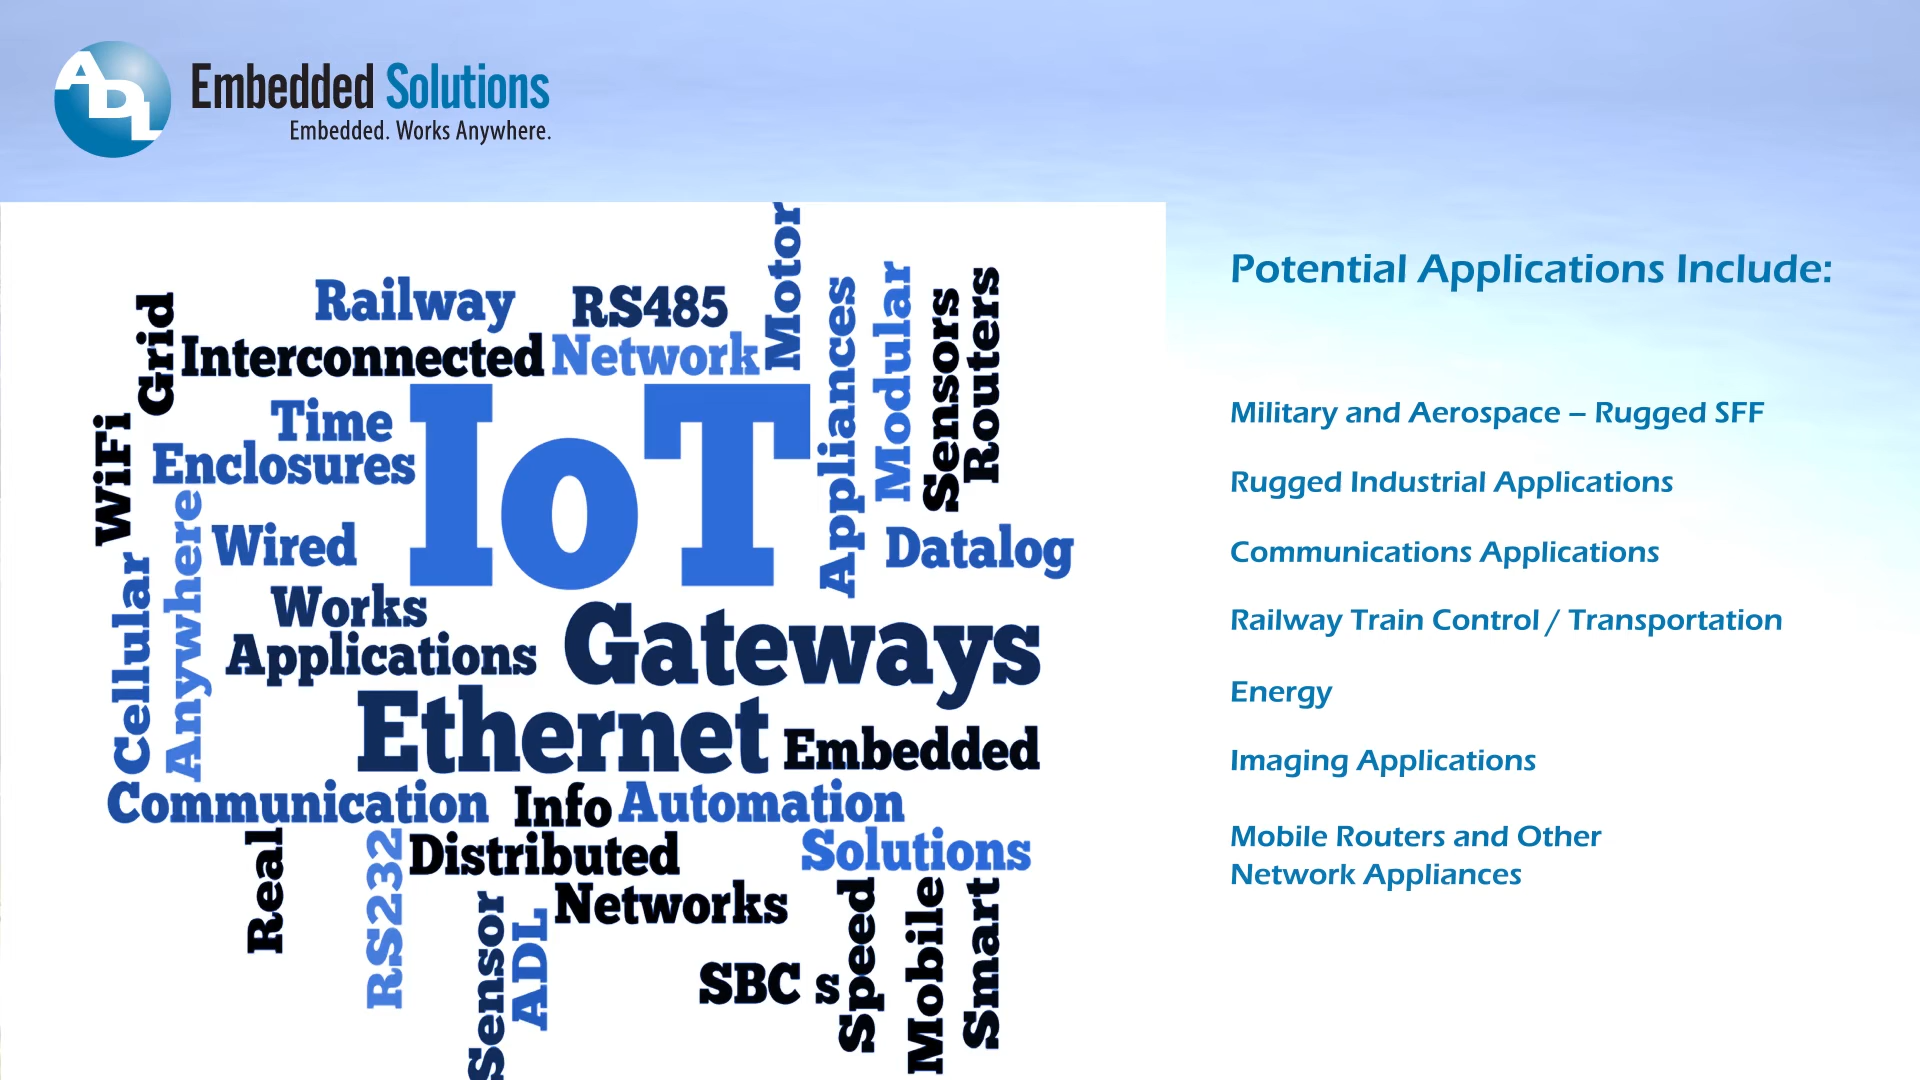 ADL
Embedded Solutions
Embedded. Works Anywhere.
Motor
Railway
RS485
Grid
Interconnected
Network
Appliances
Modular
Sensors
Routers
Time
IoT
WiFi
Enclosures
Anywhere
Wired
Datalog
Cellular
Works
Applications
Gateways
Ethernet
Embedded
Communication
Info
Automation
Real
RS232
Distributed
Solutions
Sensor
ADL
Networks
SBC s
Speed
Mobile
Smart
Potential Applications Include:
Military and Aerospace – Rugged SFF
Rugged Industrial Applications
Communications Applications
Railway Train Control / Transportation
Energy
Imaging Applications
Mobile Routers and Other
Network Appliances